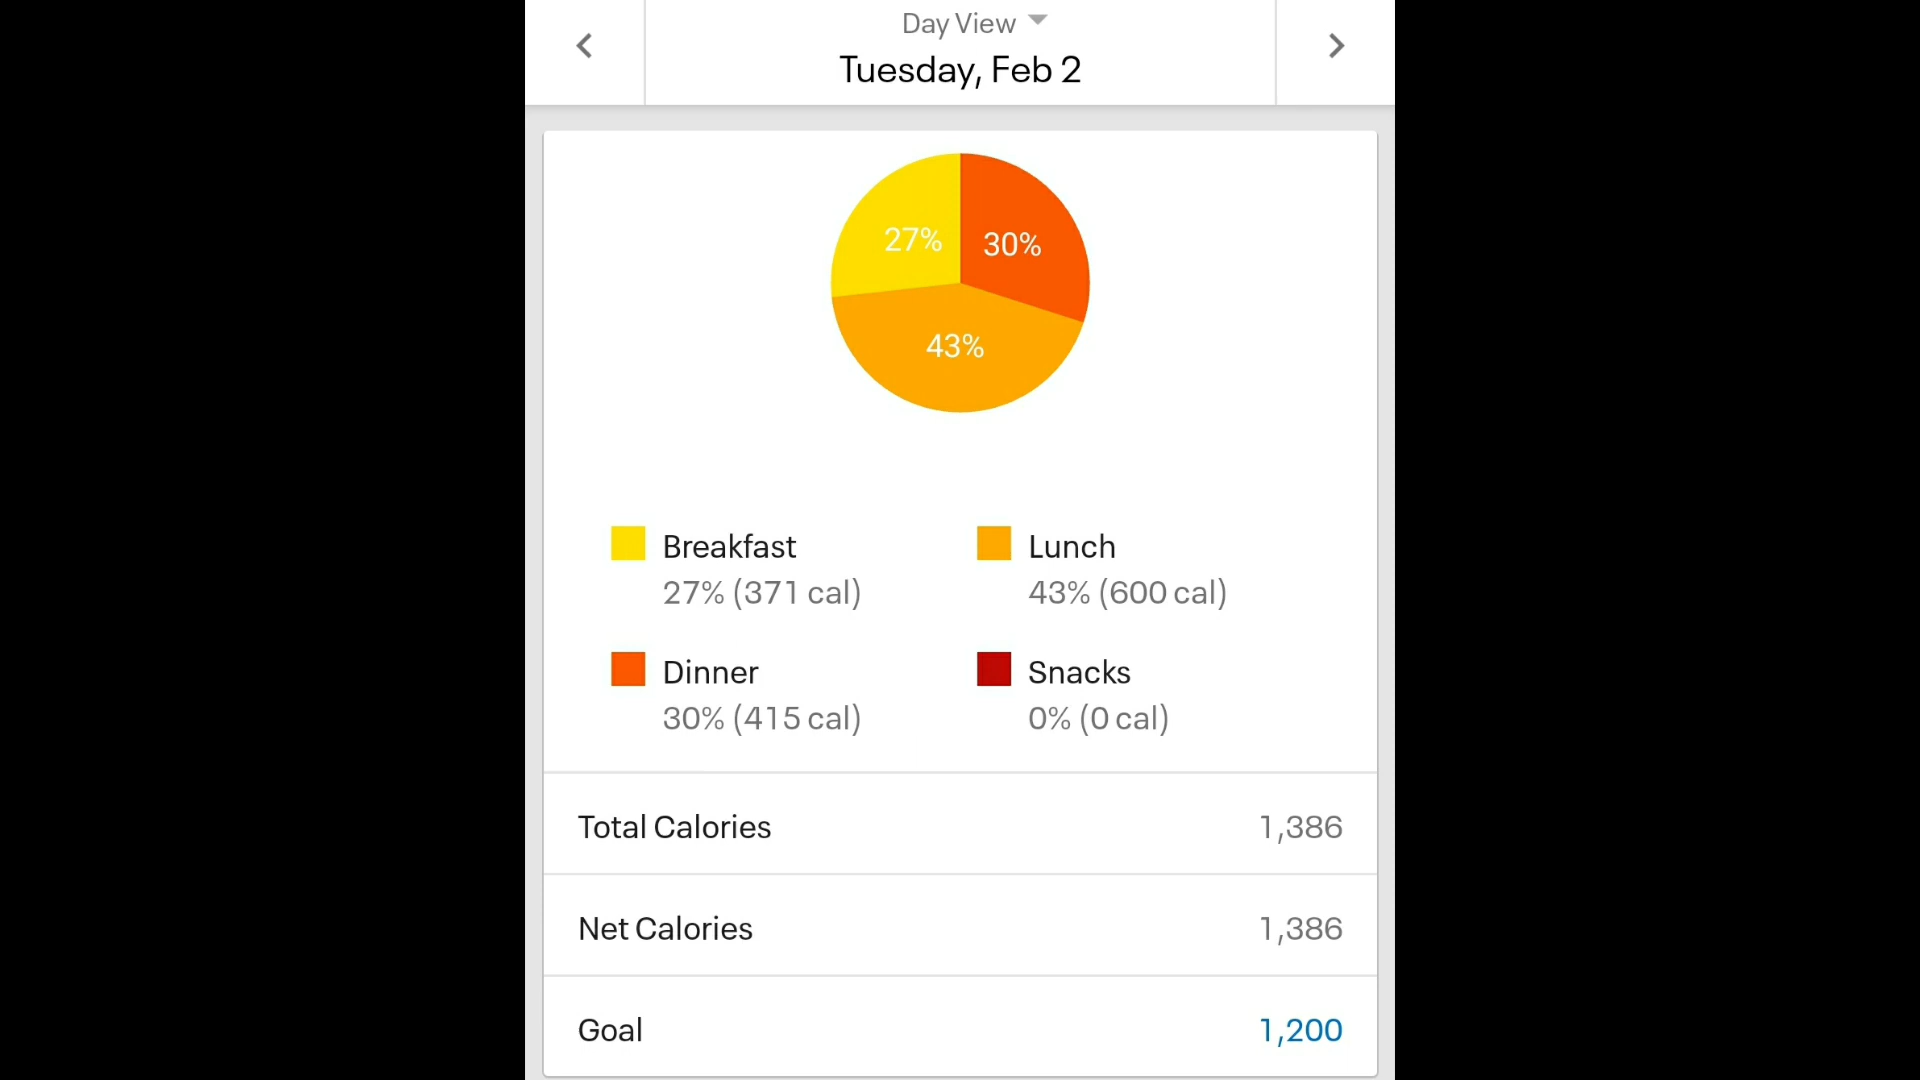 Day View
Tuesday, Feb 2
27%
30%
43%
Breakfast
27% (371 cal)
Lunch
43% (600 cal)
Dinner
30% (415 cal)
Snacks
0% (0 cal)
Total Calories 1,386
Net Calories 1,386
Goal 1,200